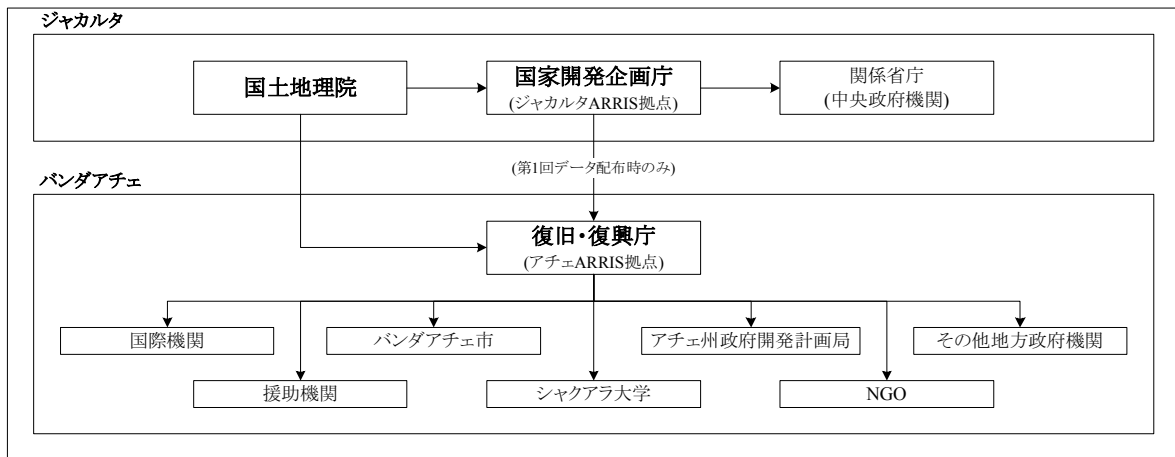 ジャカルタ
国土地理院
国家開発企画庁
(ジャカルタARRIS拠点)
関係省庁
(中央政府機関)
(第1回データ配布時のみ)
バンダアチェ
復旧・復興庁
(アチェARRIS拠点)
国際機関
バンダアチェ市
アチェ州政府開発計画局
その他地方政府機関
援助機関
シャクアラ大学
NGO